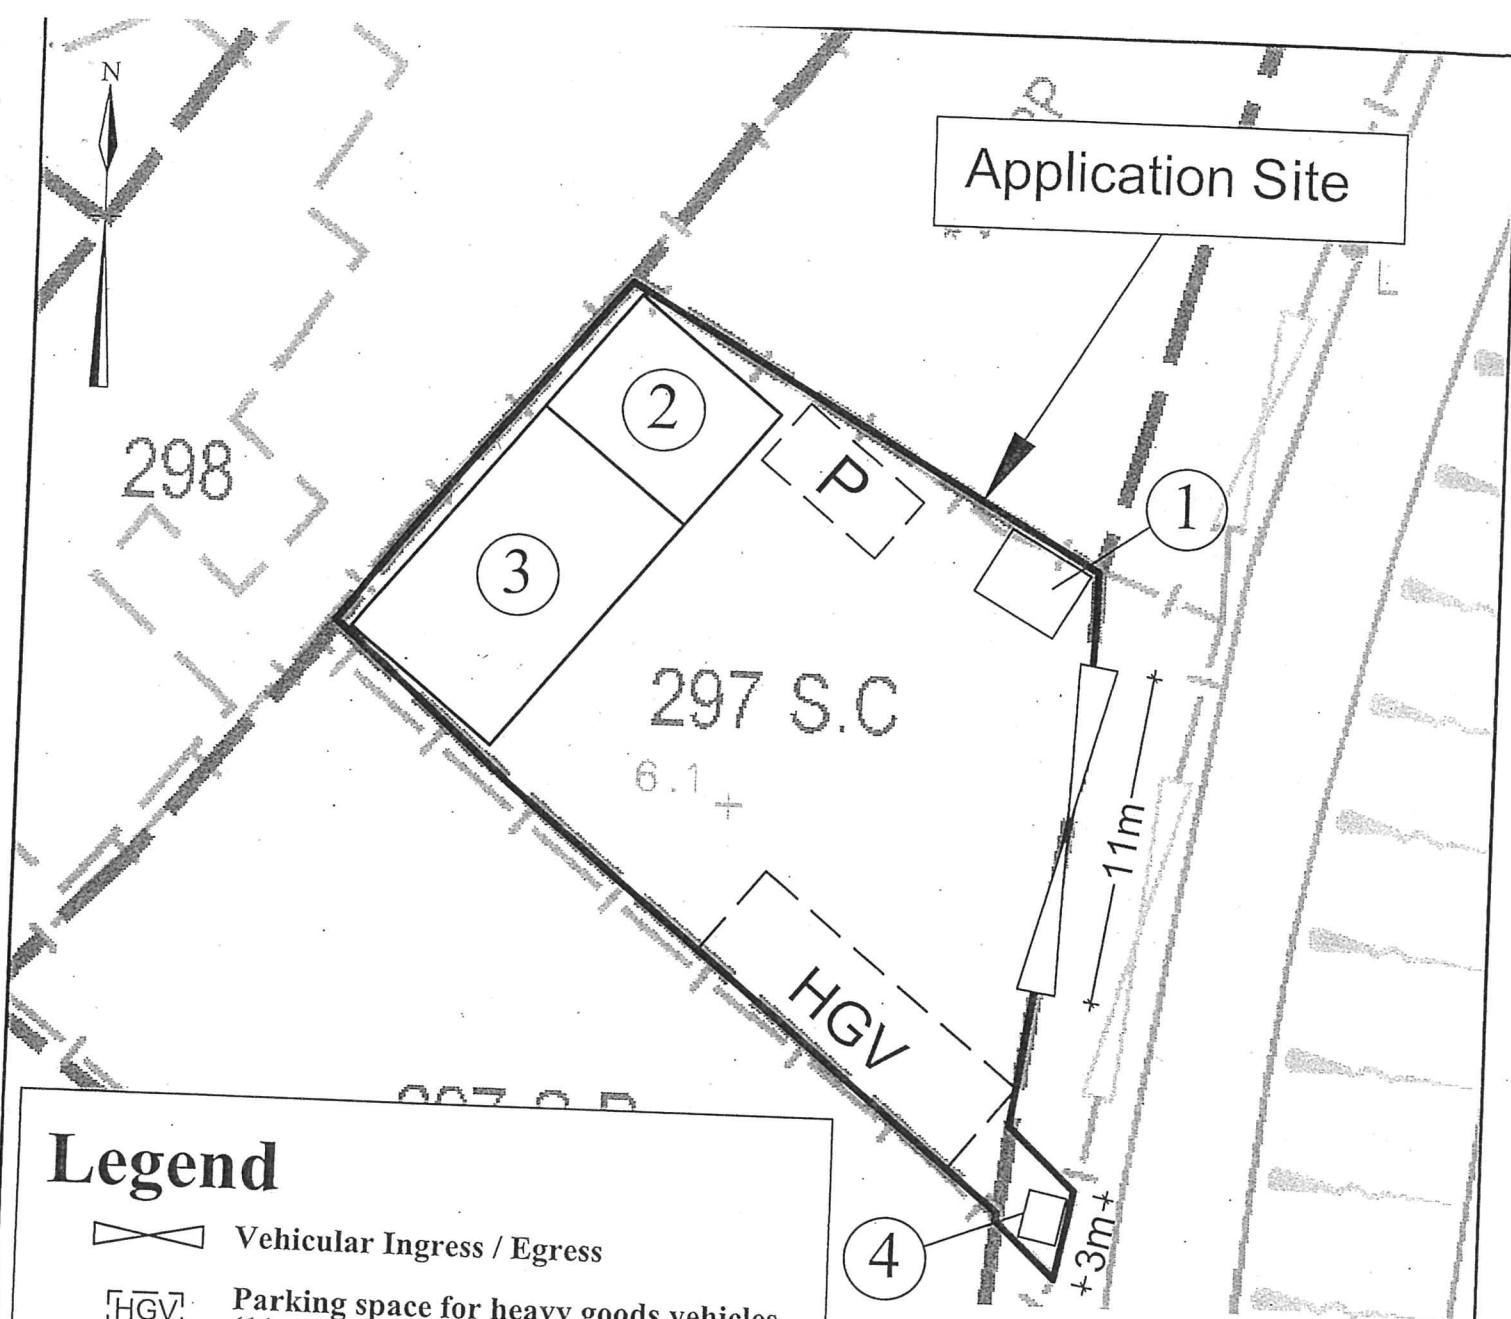 N
Application Site
298
2
P
1
3
297 S.C
6.1
11m
HGV
Legend
Vehicular Ingress / Egress
4
3m
HGV
Parking space for heavy goods vehicles